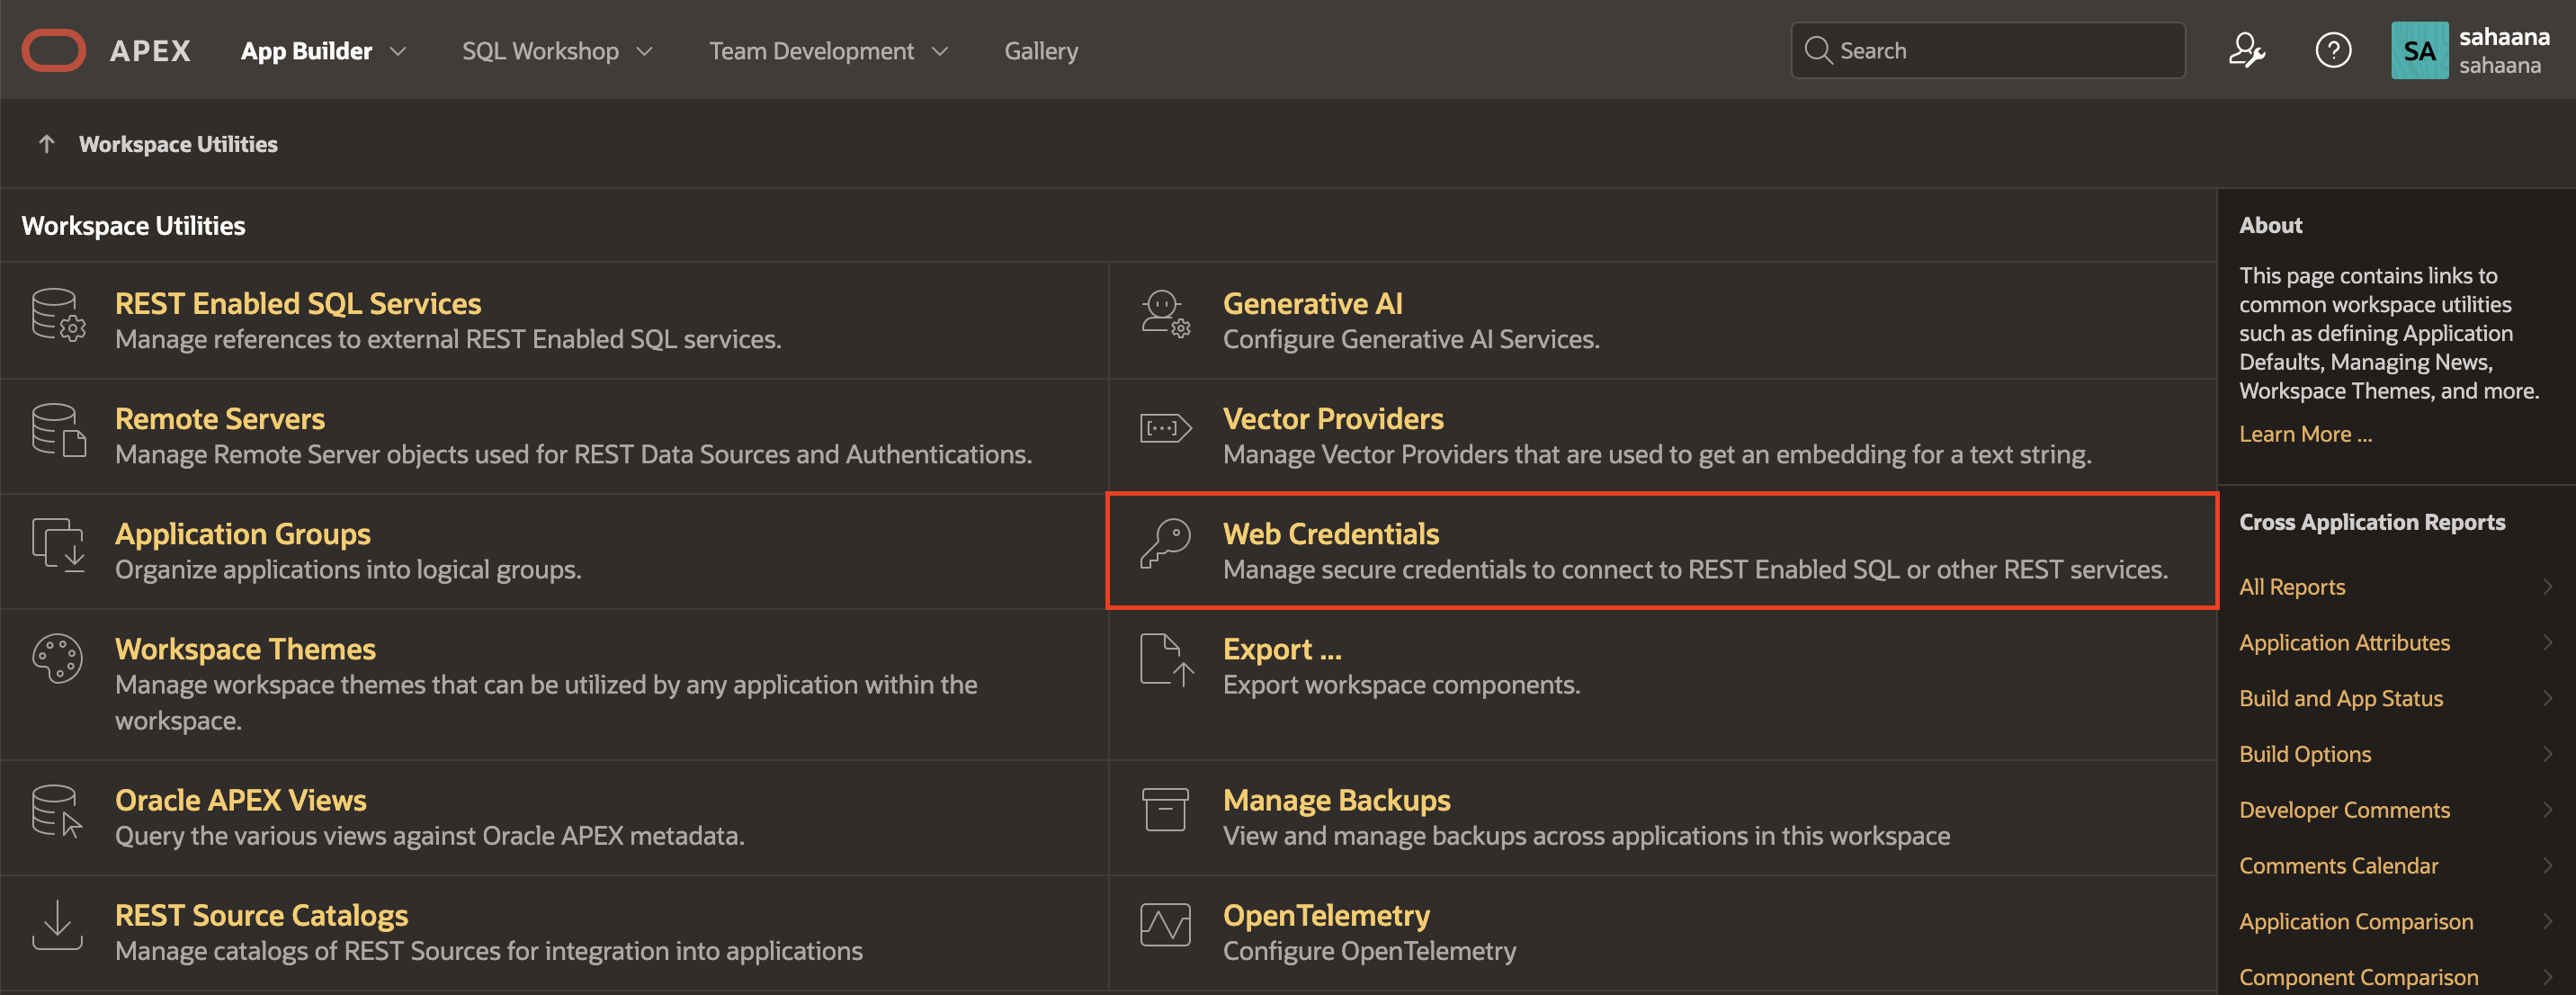 APEX
App Builder
SQL Workshop
Team Development
Gallery
Search
SA
sahaana
sahaana
Workspace Utilities
Workspace Utilities
REST Enabled SQL Services
Manage references to external REST Enabled SQL services.
Generative AI
Configure Generative AI Services.
Remote Servers
Manage Remote Server objects used for REST Data Sources and Authentications.
Vector Providers
Manage Vector Providers that are used to get an embedding for a text string.
Application Groups
Organize applications into logical groups.
Web Credentials
Manage secure credentials to connect to REST Enabled SQL or other REST services.
Workspace Themes
Manage workspace themes that can be utilized by any application within the
workspace.
Export ...
Export workspace components.
Oracle APEX Views
Query the various views against Oracle APEX metadata.
Manage Backups
View and manage backups across applications in this workspace
REST Source Catalogs
Manage catalogs of REST Sources for integration into applications
OpenTelemetry
Configure OpenTelemetry
About
This page contains links to
common workspace utilities
such as defining Application
Defaults, Managing News,
Workspace Themes, and more.
Learn More ...
Cross Application Reports
All Reports
Application Attributes
Build and App Status
Build Options
Developer Comments
Comments Calendar
Application Comparison
Component Comparison